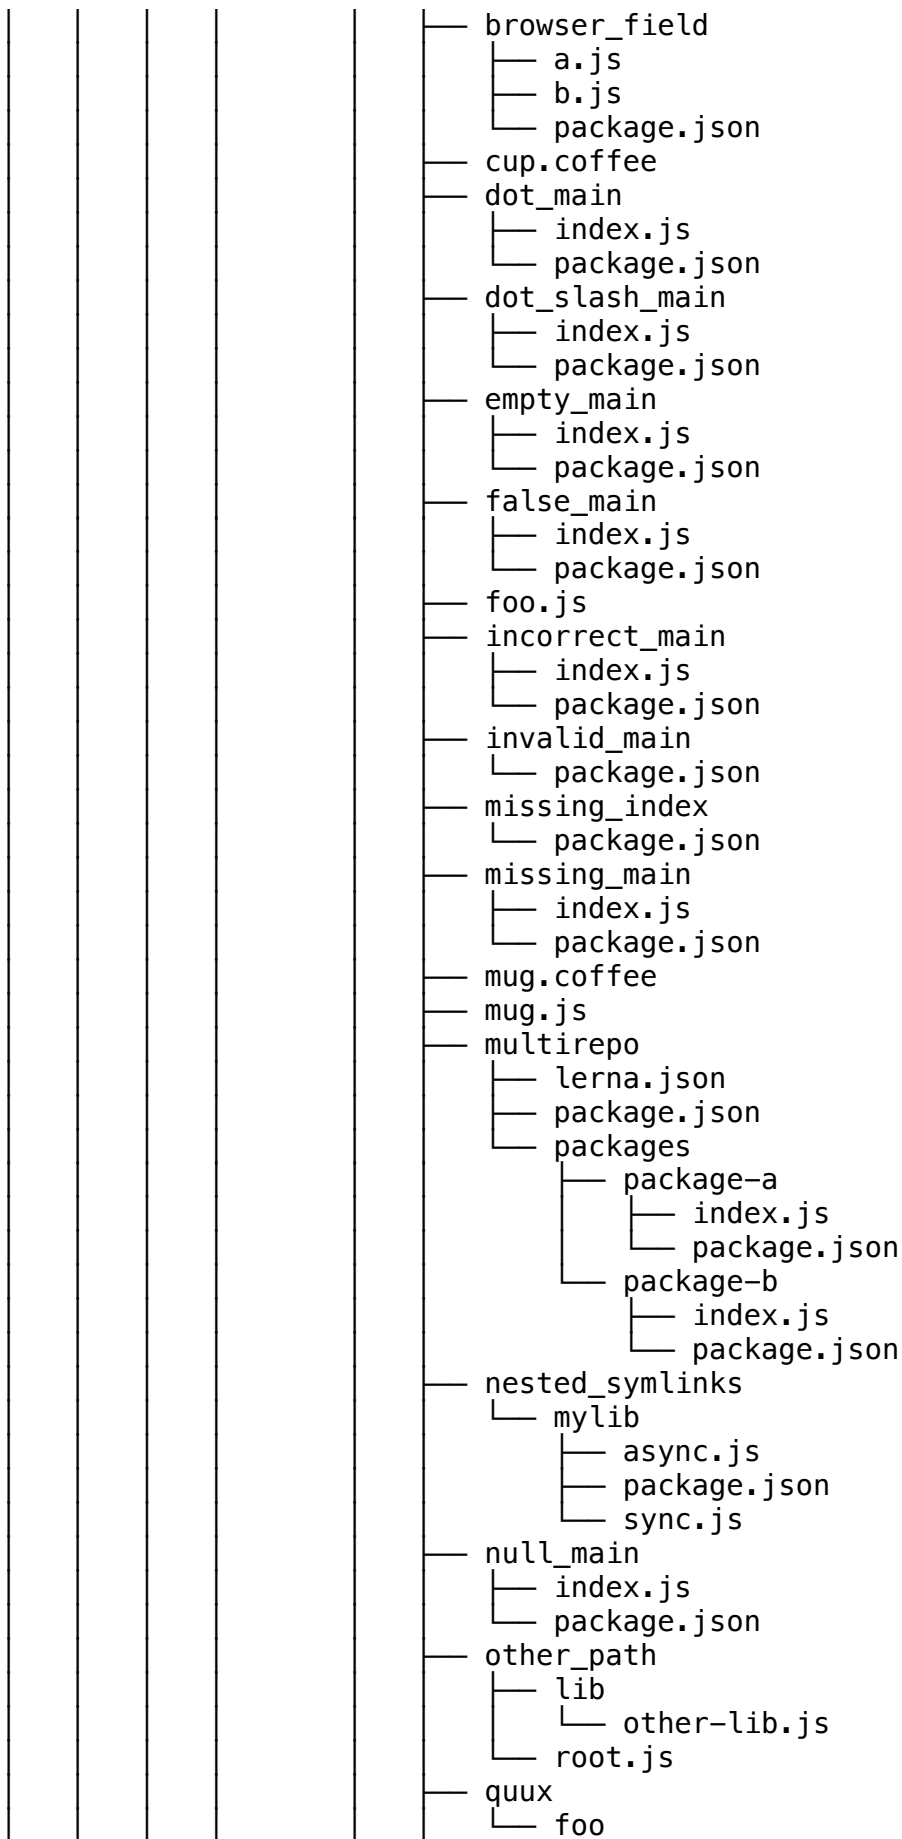 browser_field
a.js
b.js
package.json
cup.coffee
dot_main
index.js
package.json
dot_slash_main
index.js
package.json
empty_main
index.js
package.json
false_main
index.js
package.json
foo.js
incorrect_main
index.js
package.json
invalid_main
package.json
missing_index
package.json
missing_main
index.js
package.json
mug.coffee
mug.js
multirepo
lerna.json
package.json
packages
package-a
index.js
package.json
package-b
index.js
package.json
nested_symlinks
mylib
async.js
package.json
sync.js
null_main
index.js
package.json
other_path
lib
other-lib.js
root.js
quux
foo